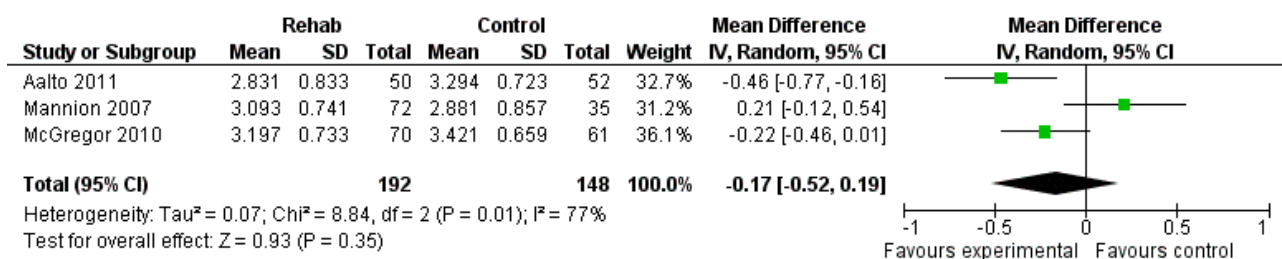 Rehab Control Mean Difference Mean Difference
Study or Subgroup Mean SD Total Mean SD Total Weight IV, Random, 95% CI IV, Random, 95% CI
Aalto 2011 2.831 0.833 50 3.294 0.723 52 32.7% -0.46 [-0.77, -0.16]
Mannion 2007 3.093 0.741 72 2.881 0.857 35 31.2% 0.21 [-0.12, 0.54]
McGregor 2010 3.197 0.733 70 3.421 0.659 61 36.1% -0.22 [-0.46, 0.01]
Total (95% CI) 192 148 100.0% -0.17 [-0.52, 0.19]
Heterogeneity: Tau² = 0.07; Chi² = 8.84, df = 2 (P = 0.01); I² = 77%
Test for overall effect: Z = 0.93 (P = 0.35)
-1 -0.5 0 0.5 1
Favours experimental Favours control